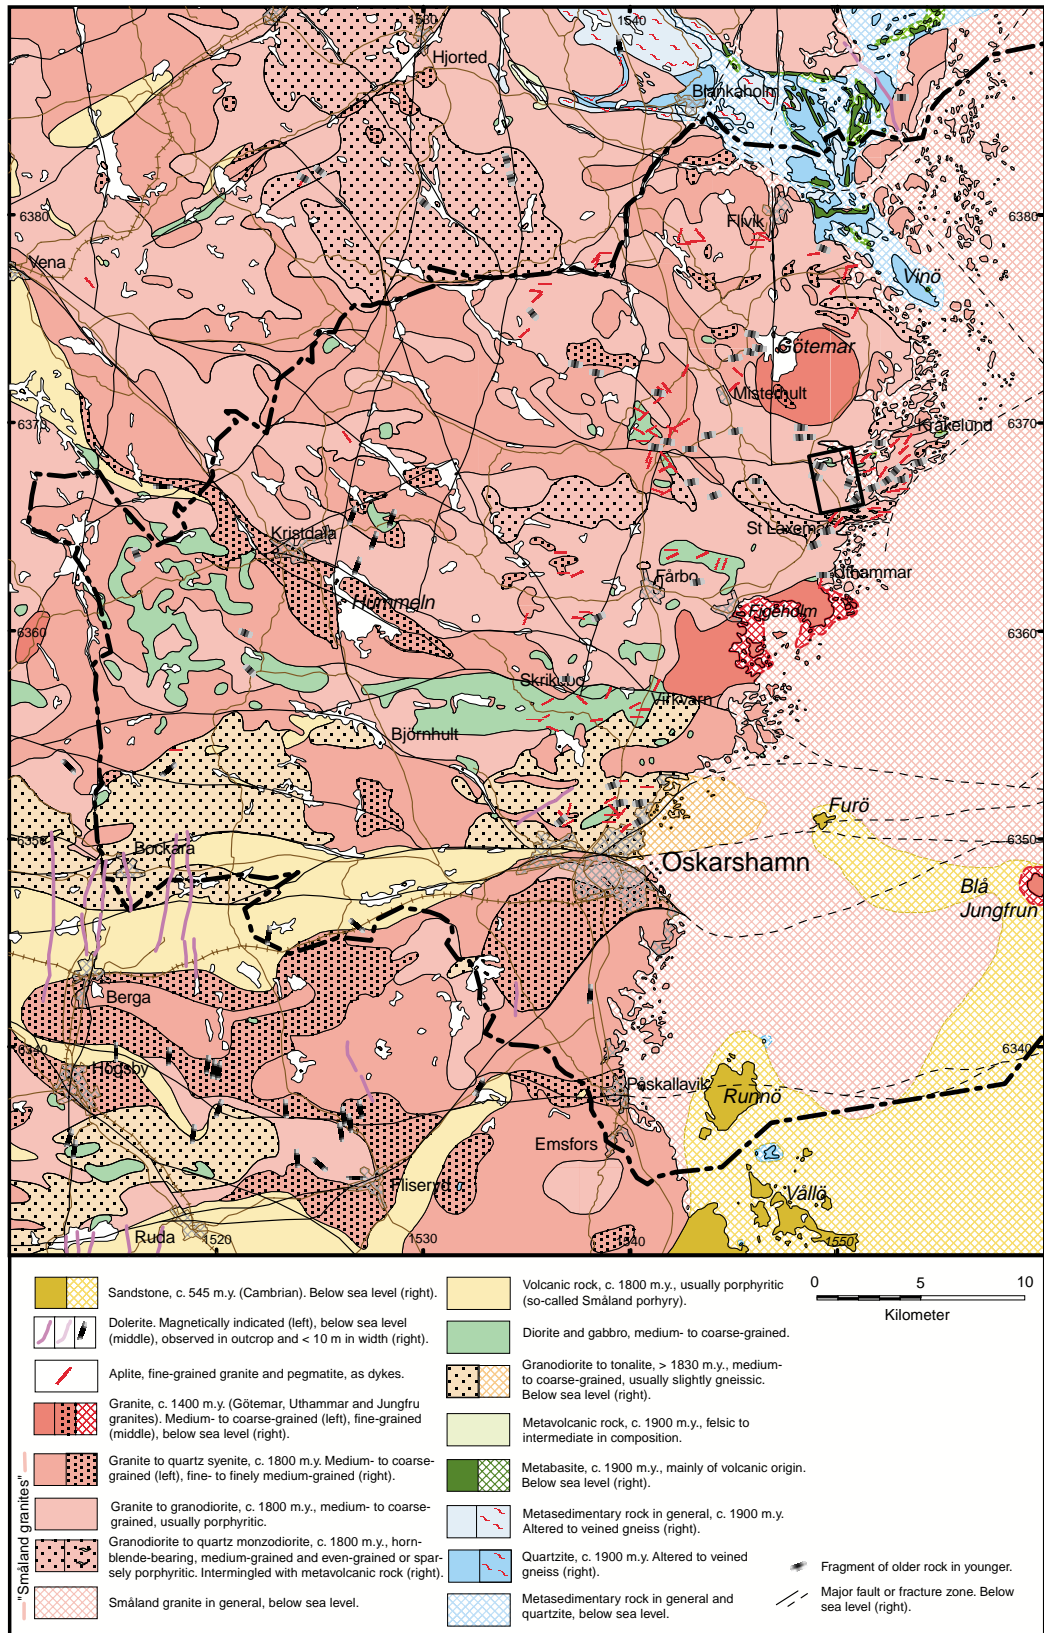 1530
1540
Hjorted
Blankaholm
6380
Flivik
6380
Vena
Vinö
Götemar
Misterhult
6370
Kråkelund
6370
Kristdala
St Laxemar
Fårbo
Uthammar
Hummeln
Figeholm
6360
6360
Skrikebo
Virkvarn
Björnhult
Furö
6350
6350
Bockara
Oskarshamn
Blå
Jungfrun
Berga
6340
6340
Högsby
Påskallavik
Runnö
Emsfors
Fliseryd
Vållö
Ruda
1520
1530
1540
1550
Sandstone, c. 545 m.y. (Cambrian). Below sea level (right).
Dolerite. Magnetically indicated (left), below sea level
(middle), observed in outcrop and < 10 m in width (right).
Aplite, fine-grained granite and pegmatite, as dykes.
Granite, c. 1400 m.y. (Götemar, Uthammar and Jungfru
granites). Medium- to coarse-grained (left), fine-grained
(middle), below sea level (right).
"Småland granites"
Granite to quartz syenite, c. 1800 m.y. Medium- to coarse-
grained (left), fine- to finely medium-grained (right).
Granite to granodiorite, c. 1800 m.y., medium- to coarse-
grained, usually porphyritic.
Granodiorite to quartz monzodiorite, c. 1800 m.y., horn-
blende-bearing, medium-grained and even-grained or spar-
sely porphyritic. Intermingled with metavolcanic rock (right).
Småland granite in general, below sea level.
Volcanic rock, c. 1800 m.y., usually porphyritic
(so-called Småland porhyry).
Diorite and gabbro, medium- to coarse-grained.
Granodiorite to tonalite, > 1830 m.y., medium-
to coarse-grained, usually slightly gneissic.
Below sea level (right).
Metavolcanic rock, c. 1900 m.y., felsic to
intermediate in composition.
Metabasite, c. 1900 m.y., mainly of volcanic origin.
Below sea level (right).
Metasedimentary rock in general, c. 1900 m.y.
Altered to veined gneiss (right).
Quartzite, c. 1900 m.y. Altered to veined
gneiss (right).
Metasedimentary rock in general and
quartzite, below sea level.
0 5 10
Kilometer
Fragment of older rock in younger.
Major fault or fracture zone. Below
sea level (right).